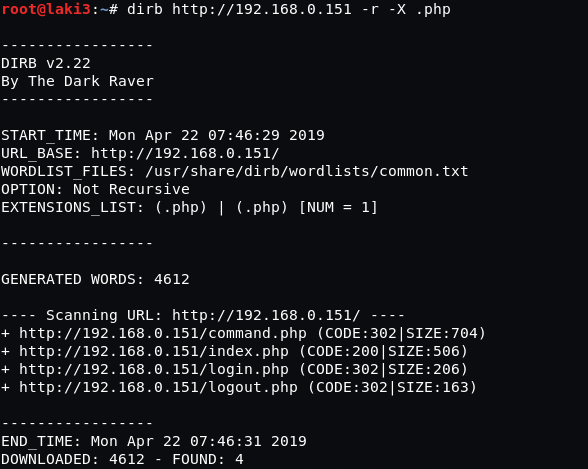 root@laki3:~# dirb http://192.168.0.151 -r -X .php
-----------------
DIRB v2.22
By The Dark Raver
-----------------
START_TIME: Mon Apr 22 07:46:29 2019
URL_BASE: http://192.168.0.151/
WORDLIST_FILES: /usr/share/dirb/wordlists/common.txt
OPTION: Not Recursive
EXTENSIONS_LIST: (.php) | (.php) [NUM = 1]
-----------------
GENERATED WORDS: 4612
---- Scanning URL: http://192.168.0.151/ ----
+ http://192.168.0.151/command.php (CODE:302|SIZE:704)
+ http://192.168.0.151/index.php (CODE:200|SIZE:506)
+ http://192.168.0.151/login.php (CODE:302|SIZE:206)
+ http://192.168.0.151/logout.php (CODE:302|SIZE:163)
-----------------
END_TIME: Mon Apr 22 07:46:31 2019
DOWNLOADED: 4612 - FOUND: 4